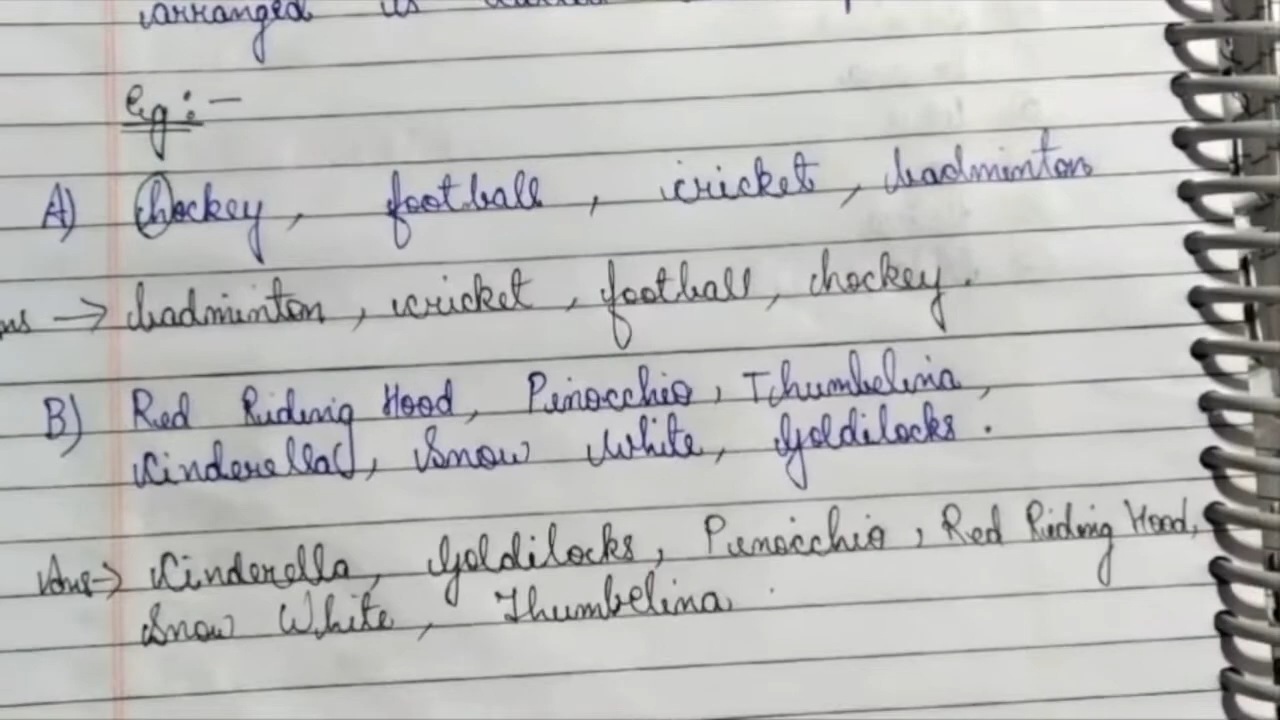 arranged
eg:-
A) hockey, football, cricket, badminton
ans → badminton, cricket, football, hockey.
B) Red Riding Hood, Pinocchio, Thumbelina,
Cinderella, Snow White, Goldilocks.
Ans → Cinderella, Goldilocks, Pinocchio, Red Riding Hood,
Snow White, Thumbelina.